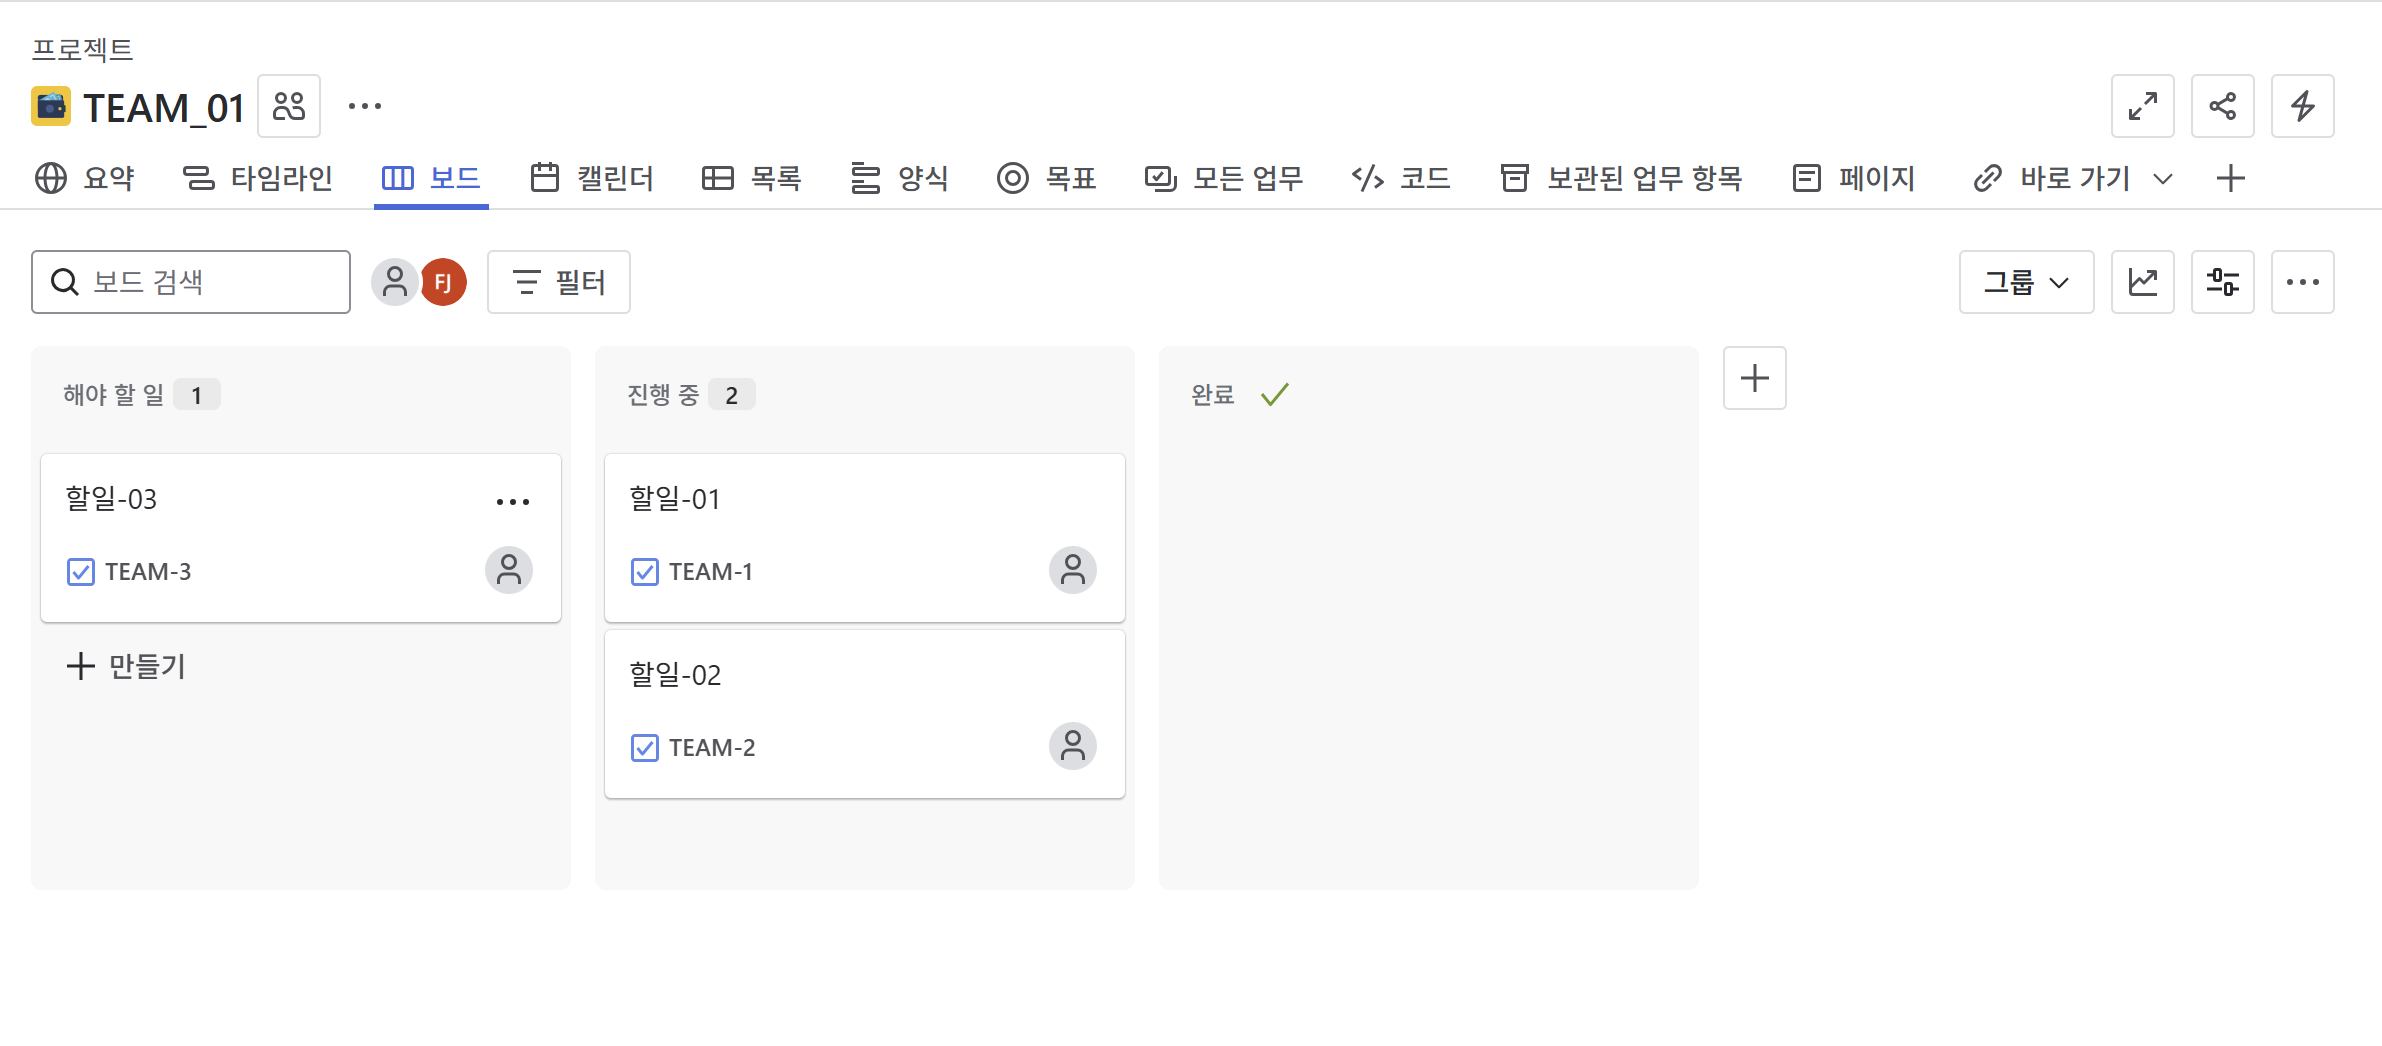 프로젝트
TEAM_01
요약 타임라인 보드 캘린더 목록 양식 목표 모든 업무 코드 보관된 업무 항목 페이지 바로 가기
보드 검색 FJ 필터 그룹
해야 할 일 1
할일-03
TEAM-3
만들기
진행 중 2
할일-01
TEAM-1
할일-02
TEAM-2
완료